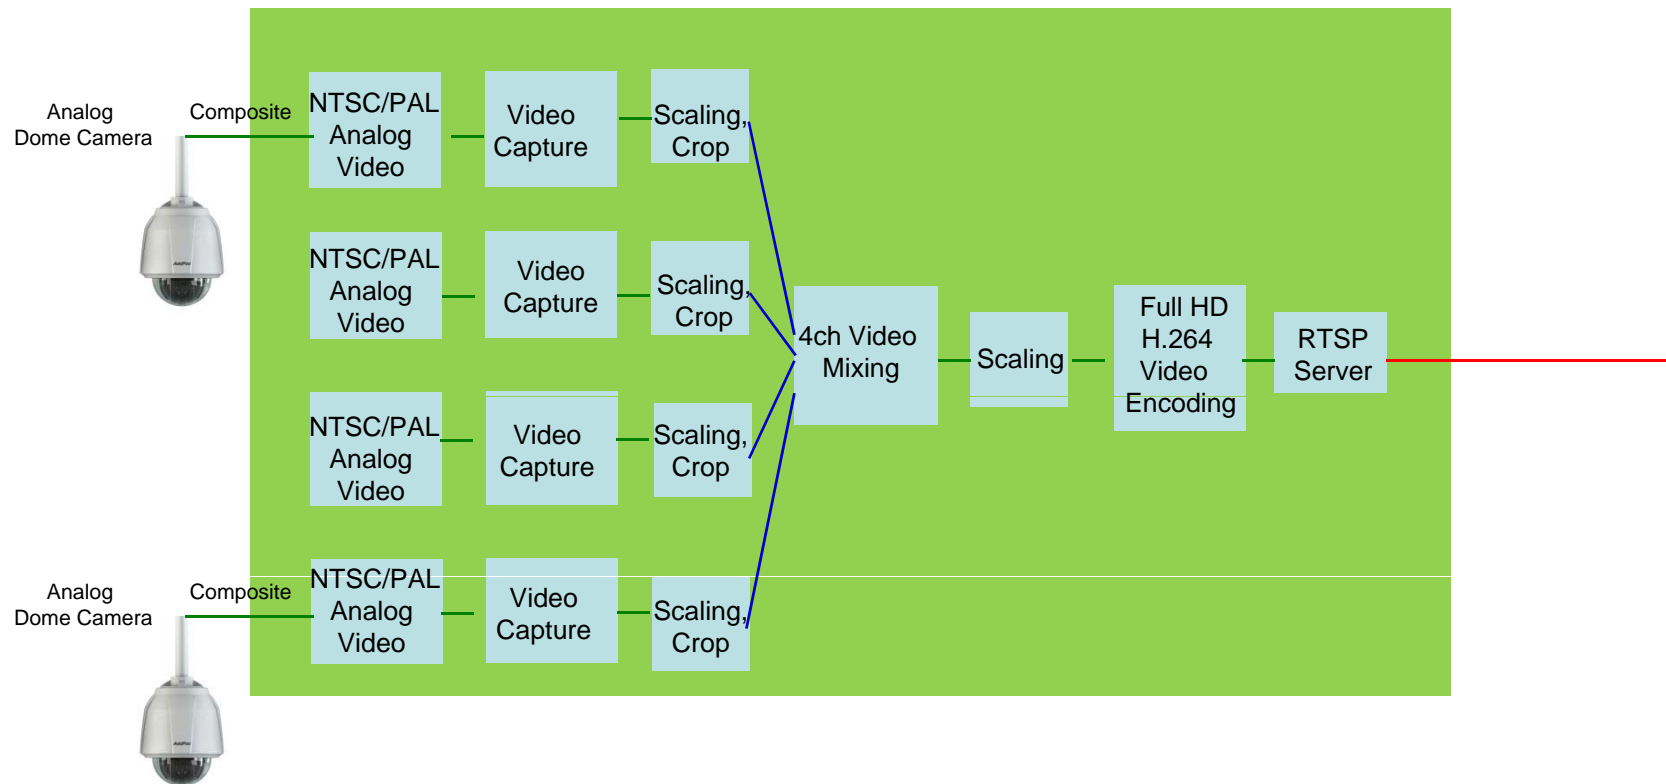 Analog
Dome Camera
Composite
NTSC/PAL
Analog
Video
Video
Capture
Scaling,
Crop
NTSC/PAL
Analog
Video
Video
Capture
Scaling,
Crop
NTSC/PAL
Analog
Video
Video
Capture
Scaling,
Crop
Analog
Dome Camera
Composite
NTSC/PAL
Analog
Video
Video
Capture
Scaling,
Crop
4ch Video
Mixing
Scaling
Full HD
H.264
Video
Encoding
RTSP
Server